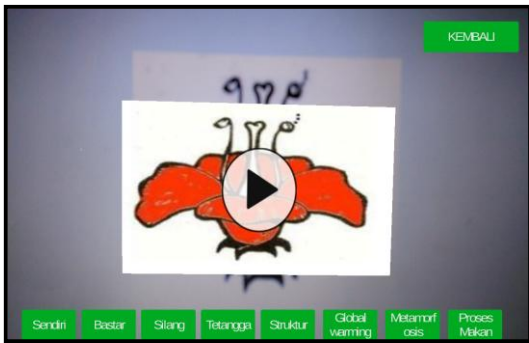 KEMBALI
Sendiri
Bastar
Silang
Tetangga
Struktur
Global
warming
Metamorf
osis
Proses
Makan